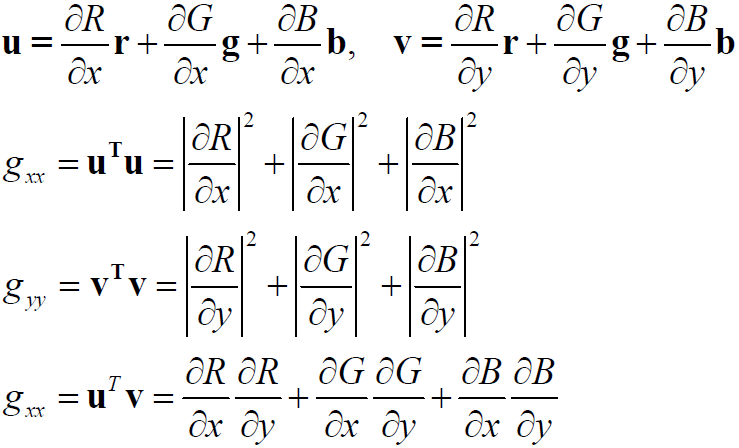 u = ∂R/∂x r + ∂G/∂x g + ∂B/∂x b, v = ∂R/∂y r + ∂G/∂y g + ∂B/∂y b
g_xx = u^T u = |∂R/∂x|^2 + |∂G/∂x|^2 + |∂B/∂x|^2
g_yy = v^T v = |∂R/∂y|^2 + |∂G/∂y|^2 + |∂B/∂y|^2
g_xx = u^T v = ∂R/∂x ∂R/∂y + ∂G/∂x ∂G/∂y + ∂B/∂x ∂B/∂y